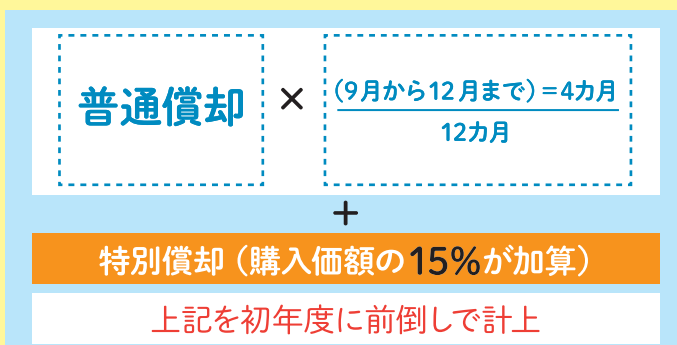 普通償却 × (9月から12月まで)=4カ月
12カ月
+
特別償却(購入価額の15%が加算)
上記を初年度に前倒しで計上